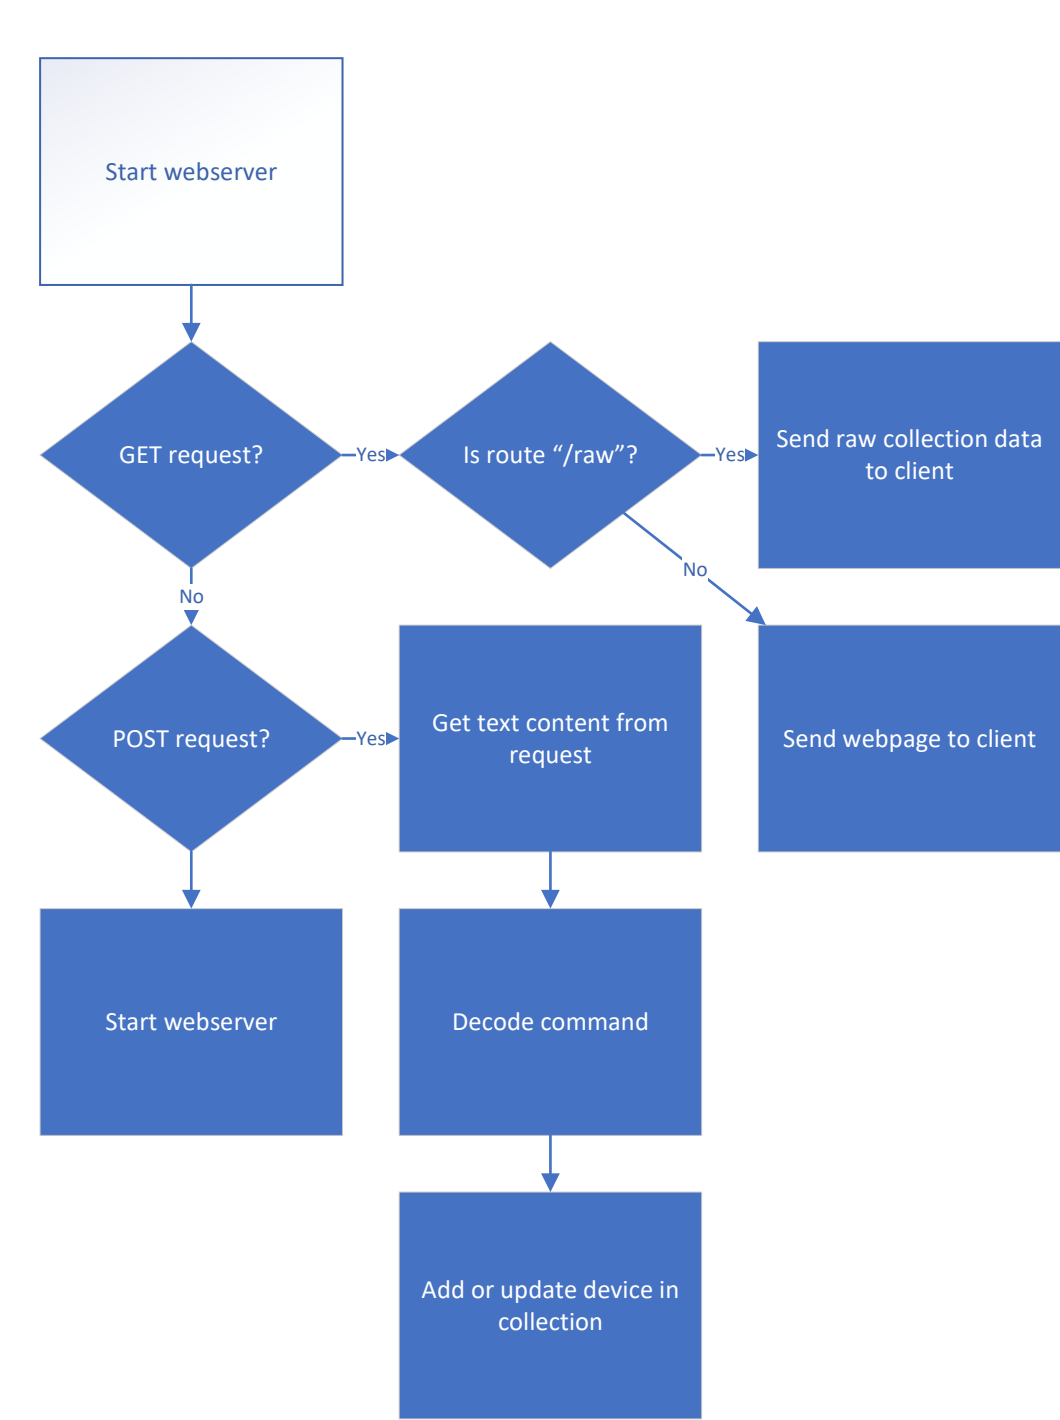 Start webserver
GET request?
Yes
Is route “/raw”?
Yes
Send raw collection data
to client
No
No
POST request?
Yes
Get text content from
request
Send webpage to client
Start webserver
Decode command
Add or update device in
collection